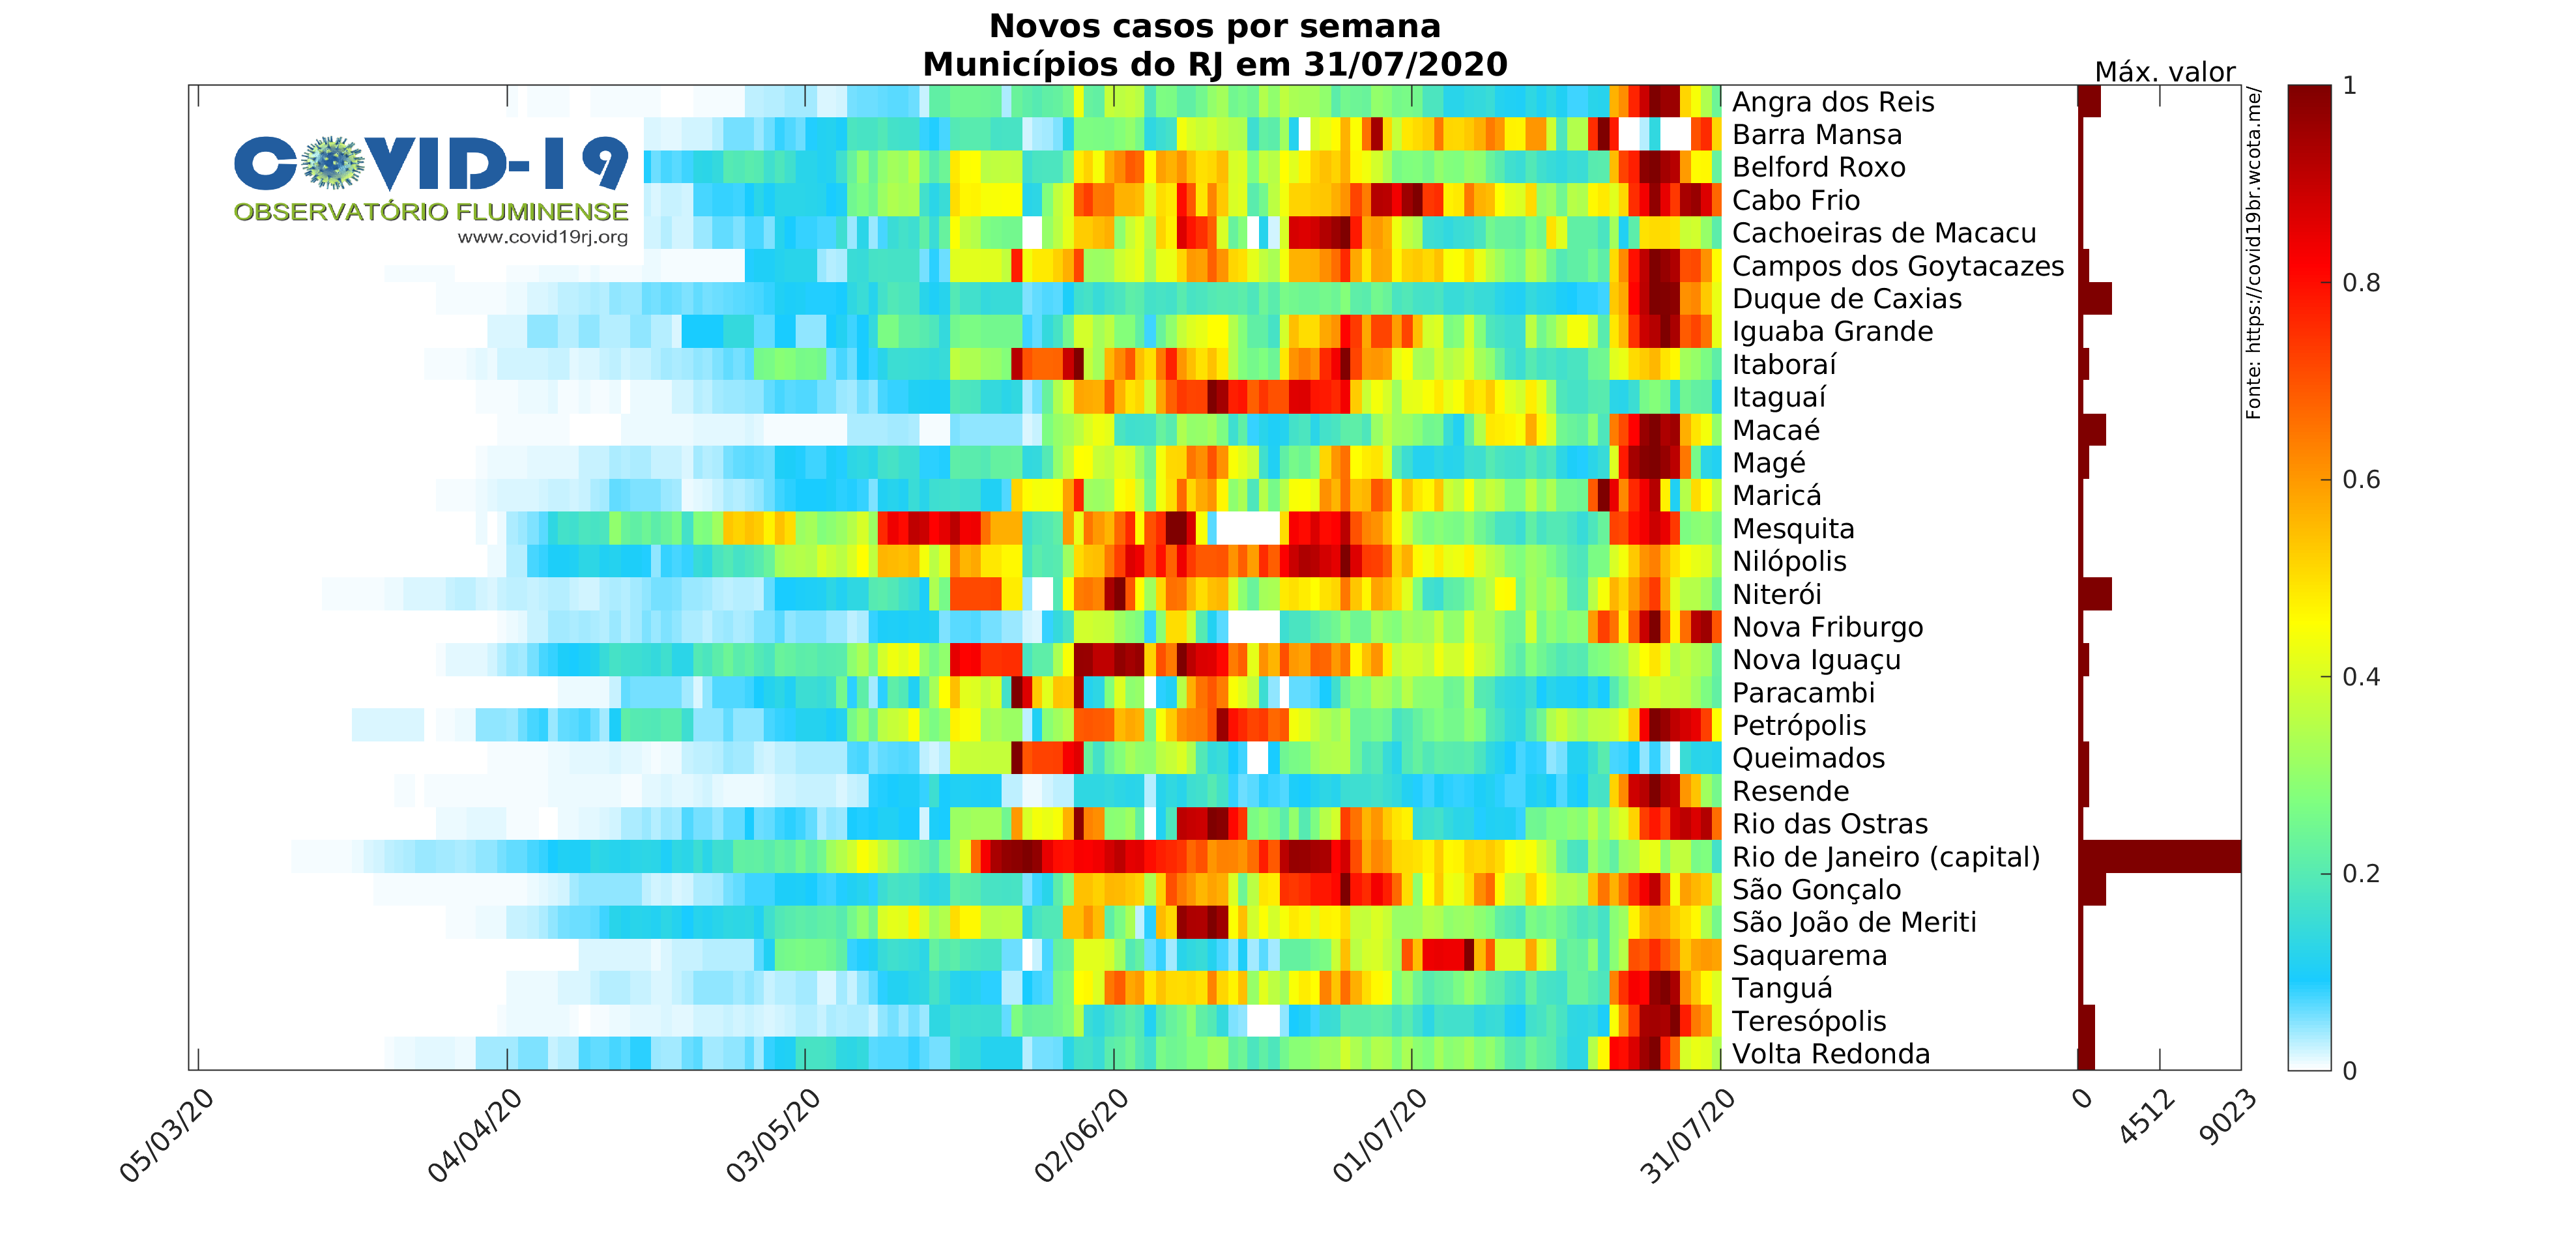 Novos casos por semana
Municípios do RJ em 31/07/2020
Máx. valor
COVID-19
OBSERVATÓRIO FLUMINENSE
www.covid19rj.org
Angra dos Reis
Barra Mansa
Belford Roxo
Cabo Frio
Cachoeiras de Macacu
Campos dos Goytacazes
Duque de Caxias
Iguaba Grande
Itaboraí
Itaguaí
Macaé
Magé
Maricá
Mesquita
Nilópolis
Niterói
Nova Friburgo
Nova Iguaçu
Paracambi
Petrópolis
Queimados
Resende
Rio das Ostras
Rio de Janeiro (capital)
São Gonçalo
São João de Meriti
Saquarema
Tanguá
Teresópolis
Volta Redonda
Fonte: https://covid19br.wcota.me/
1
0.8
0.6
0.4
0.2
0
05/03/20
04/04/20
03/05/20
02/06/20
01/07/20
31/07/20
0
4512
9023